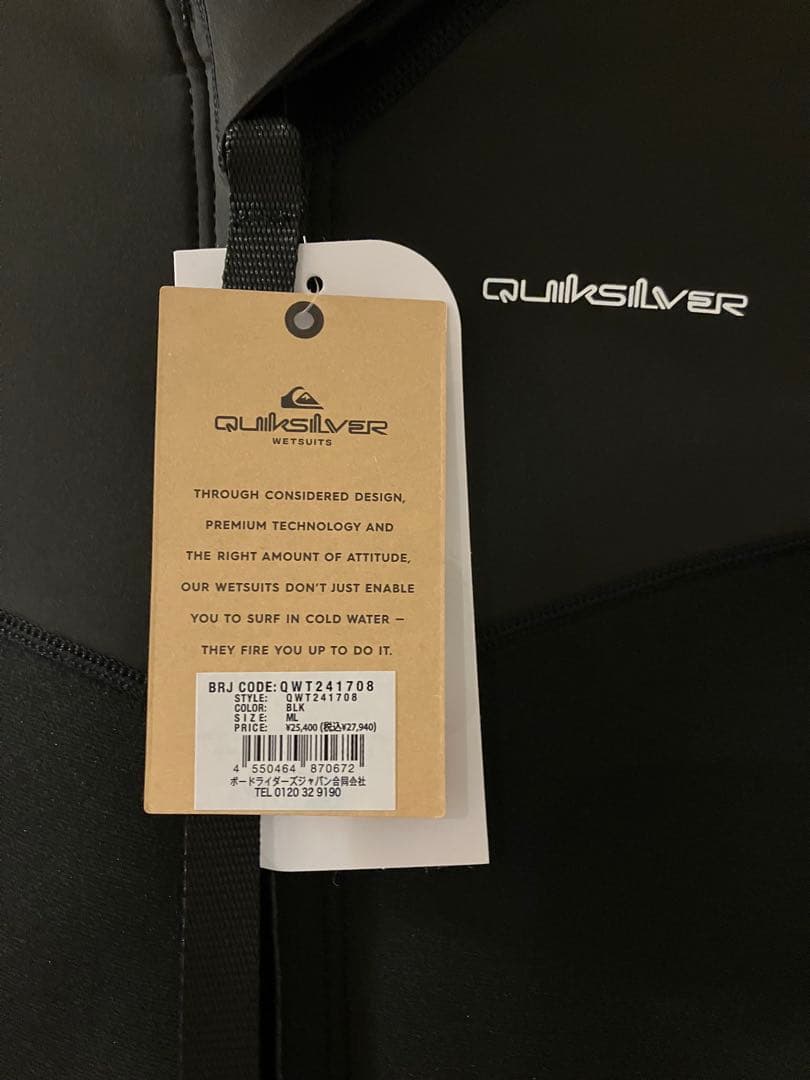 QUIKSILVER
QUIKSILVER
WETSUITS
THROUGH CONSIDERED DESIGN,
PREMIUM TECHNOLOGY AND
THE RIGHT AMOUNT OF ATTITUDE,
OUR WETSUITS DON'T JUST ENABLE
YOU TO SURF IN COLD WATER —
THEY FIRE YOU UP TO DO IT.
BRJ CODE: QWT241708
STYLE: QWT241708
COLOR: BLK
SIZE: ML
PRICE: ¥25,400 (税込¥27,940)
4 550464 870672
ボードライダーズジャパン合同会社
TEL 0120 32 9190